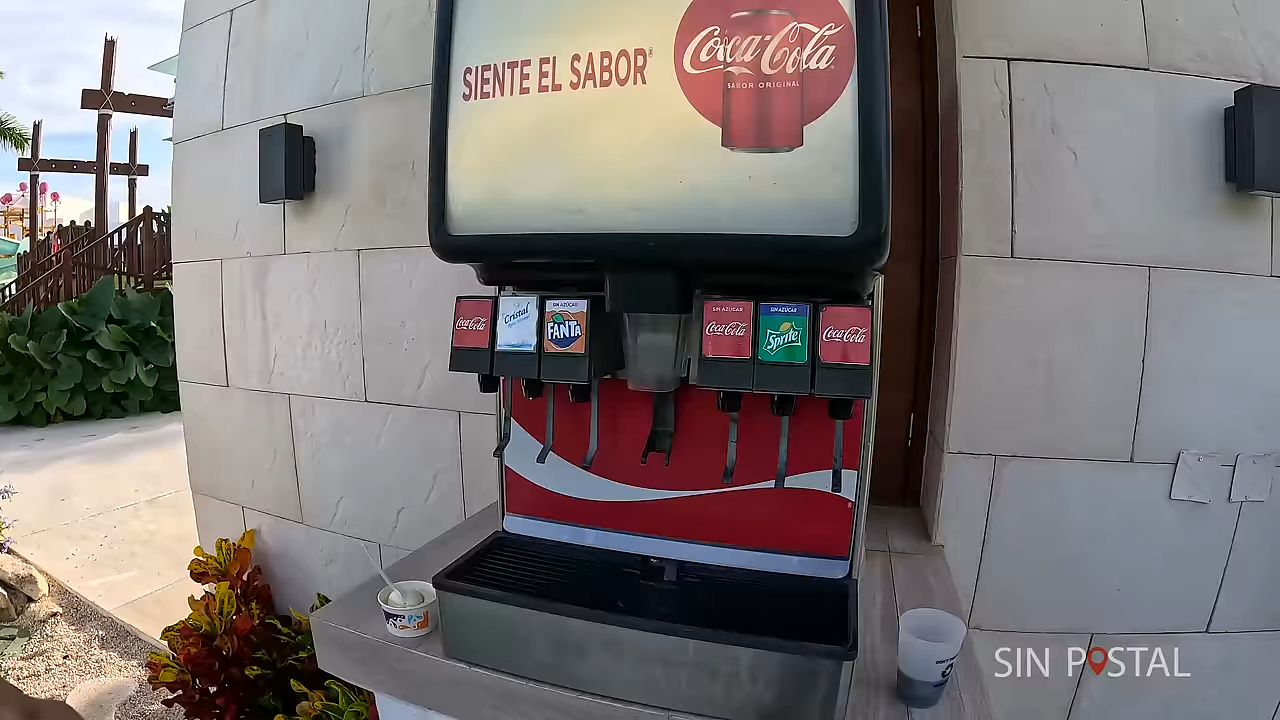 SIENTE EL SABOR®
Coca-Cola
SABOR ORIGINAL
Coca-Cola
Cristal
SIN AZÚCAR
FANTA
SIN AZÚCAR
Coca-Cola
SIN AZÚCAR
Sprite
Coca-Cola
SIN POSTAL